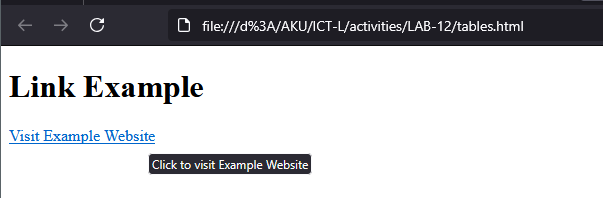 file:///d%3A/AKU/ICT-L/activities/LAB-12/tables.html
Link Example
Visit Example Website
Click to visit Example Website